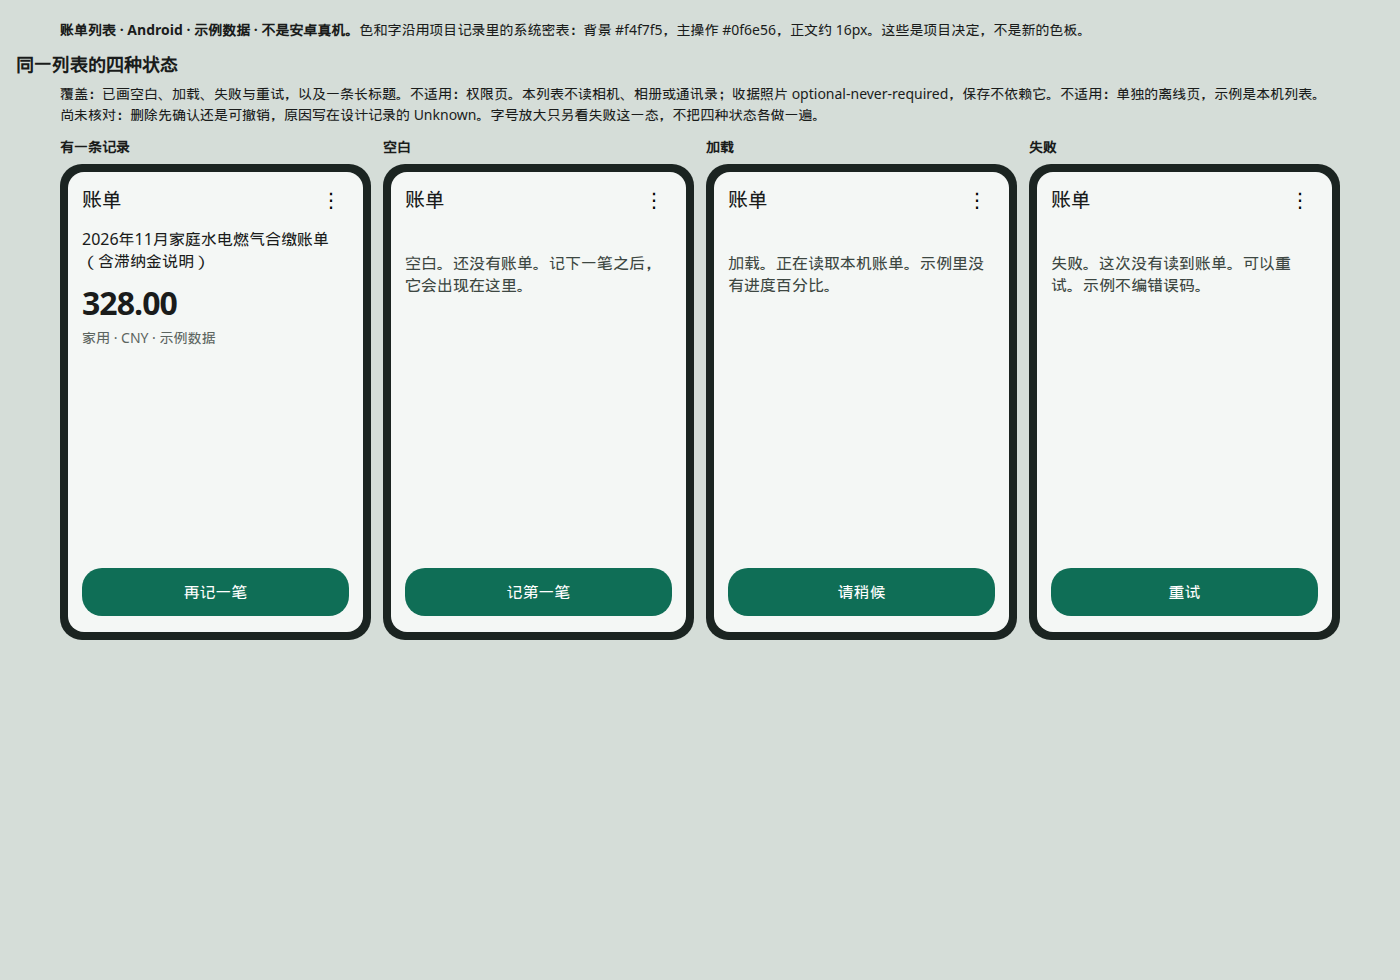 账单列表 · Android · 示例数据 · 不是安卓真机。色和字沿用项目记录里的系统密表：背景 #f4f7f5，主操作 #0f6e56，正文约 16px。这些是项目决定，不是新的色板。
同一列表的四种状态
覆盖：已画空白、加载、失败与重试，以及一条长标题。不适用：权限页。本列表不读相机、相册或通讯录；收据照片 optional-never-required，保存不依赖它。不适用：单独的离线页，示例是本机列表。
尚未核对：删除先确认还是可撤销，原因写在设计记录的 Unknown。字号放大只另看失败这一态，不把四种状态各做一遍。
有一条记录
账单
⋮
2026年11月家庭水电燃气合缴账单
（含滞纳金说明）
328.00
家用 · CNY · 示例数据
再记一笔
空白
账单
⋮
空白。还没有账单。记下一笔之后，
它会出现在这里。
记第一笔
加载
账单
⋮
加载。正在读取本机账单。示例里没
有进度百分比。
请稍候
失败
账单
⋮
失败。这次没有读到账单。可以重
试。示例不编错误码。
重试